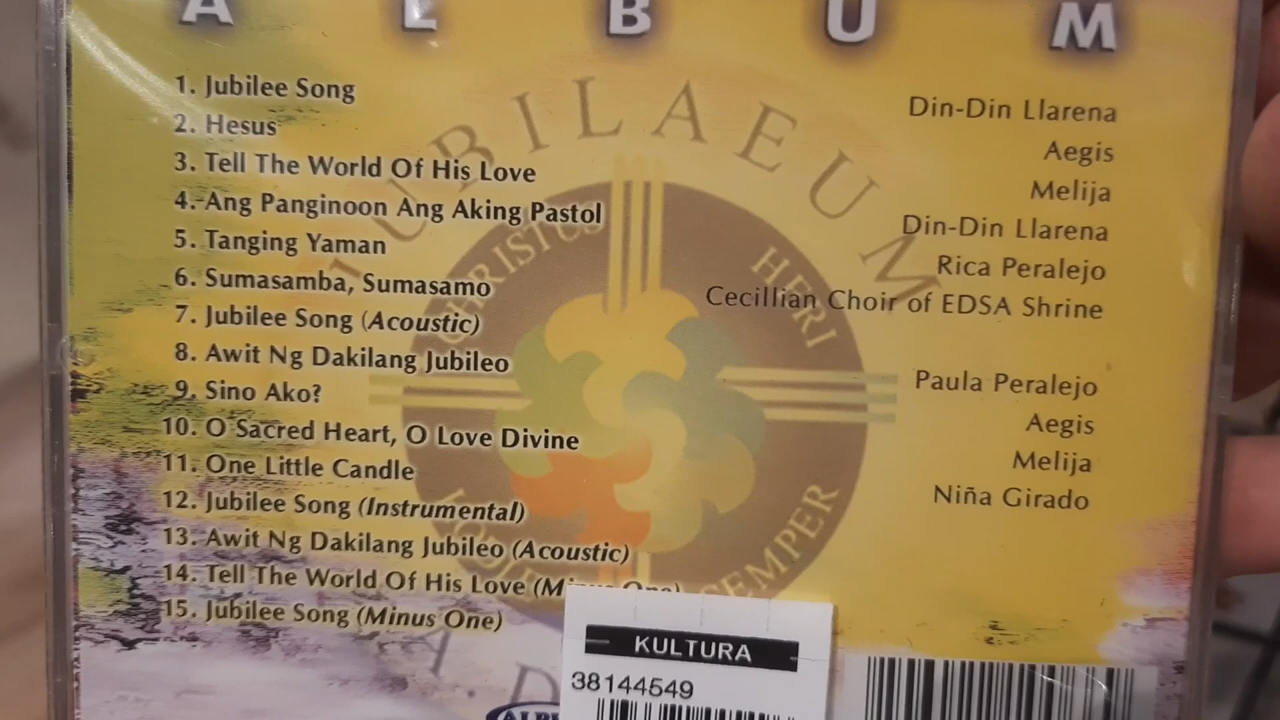 ALBUM
1. Jubilee Song Din-Din Llarena
2. Hesus Aegis
3. Tell The World Of His Love Melija
4. Ang Panginoon Ang Aking Pastol Din-Din Llarena
5. Tanging Yaman Rica Peralejo
6. Sumasamba, Sumasamo Cecillian Choir of EDSA Shrine
7. Jubilee Song (Acoustic)
8. Awit Ng Dakilang Jubileo Paula Peralejo
9. Sino Ako? Aegis
10. O Sacred Heart, O Love Divine Melija
11. One Little Candle Niña Girado
12. Jubilee Song (Instrumental)
13. Awit Ng Dakilang Jubileo (Acoustic)
14. Tell The World Of His Love (Minus One)
15. Jubilee Song (Minus One)
IUBILAEUM
A.D.
CHRISTUS HERI
SEMPER
KULTURA
38144549